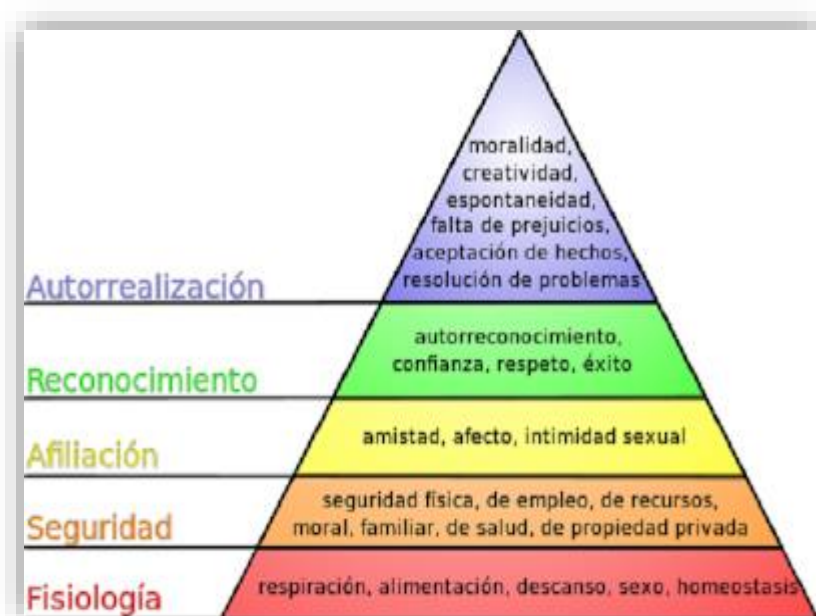 moralidad,
creatividad,
espontaneidad,
falta de prejuicios,
aceptación de hechos,
resolución de problemas
Autorrealización
autorreconocimiento,
confianza, respeto, éxito
Reconocimiento
amistad, afecto, intimidad sexual
Afiliación
seguridad física, de empleo, de recursos,
moral, familiar, de salud, de propiedad privada
Seguridad
respiración, alimentación, descanso, sexo, homeostasis
Fisiología